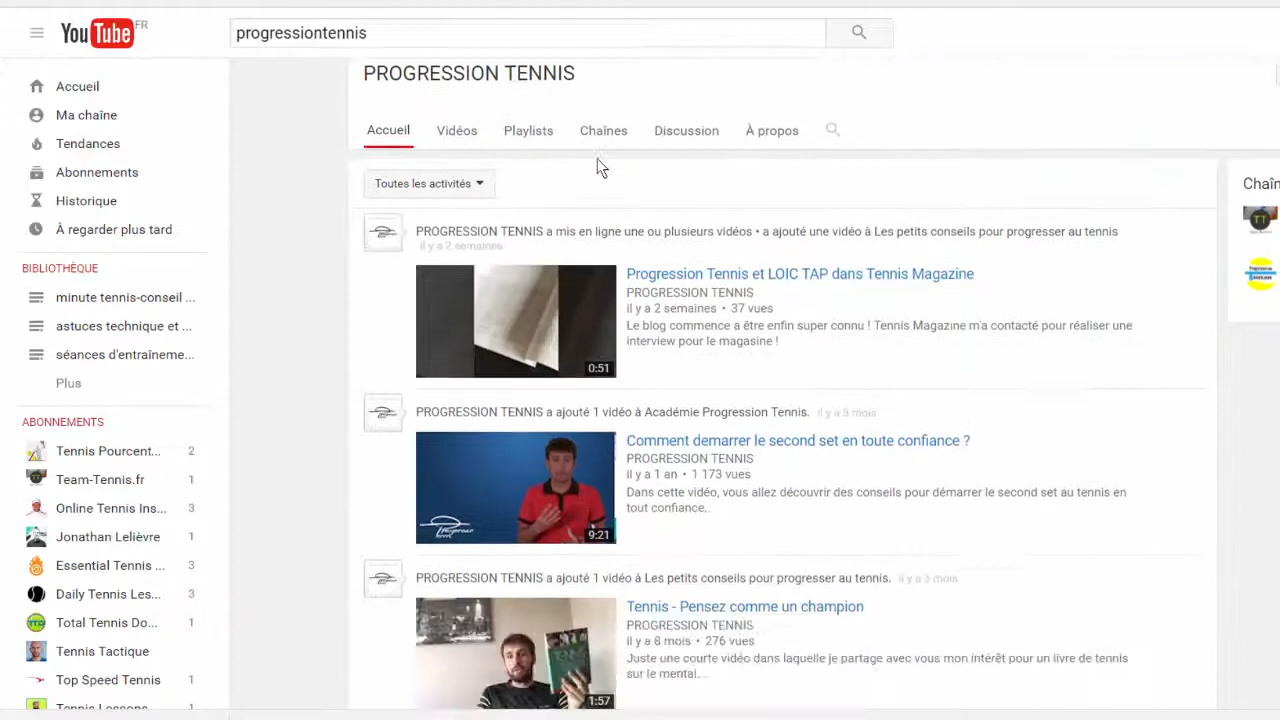 YouTube FR
progressiontennis
Accueil
Ma chaîne
Tendances
Abonnements
Historique
À regarder plus tard
BIBLIOTHÈQUE
minute tennis-conseil ...
astuces technique et ...
séances d'entraîneme...
Plus
ABONNEMENTS
Tennis Pourcent... 2
Team-Tennis.fr 1
Online Tennis Ins... 3
Jonathan Lelièvre 1
Essential Tennis ... 3
Daily Tennis Les... 3
Total Tennis Do... 1
Tennis Tactique
Top Speed Tennis 1
Tennis Lessons
PROGRESSION TENNIS
Accueil Vidéos Playlists Chaînes Discussion À propos
Toutes les activités
PROGRESSION TENNIS a mis en ligne une ou plusieurs vidéos • a ajouté une vidéo à Les petits conseils pour progresser au tennis
il y a 2 semaines
0:51
Progression Tennis et LOIC TAP dans Tennis Magazine
PROGRESSION TENNIS
il y a 2 semaines • 37 vues
Le blog commence a être enfin super connu ! Tennis Magazine m'a contacté pour réaliser une
interview pour le magasine !
PROGRESSION TENNIS a ajouté 1 vidéo à Académie Progression Tennis.
9:21
Comment demarrer le second set en toute confiance ?
PROGRESSION TENNIS
il y a 1 an • 1 173 vues
Dans cette vidéo, vous allez découvrir des conseils pour démarrer le second set au tennis en
tout confiance..
PROGRESSION TENNIS a ajouté 1 vidéo à Les petits conseils pour progresser au tennis.
1:57
Tennis - Pensez comme un champion
PROGRESSION TENNIS
il y a 8 mois • 276 vues
Juste une courte vidéo dans laquelle je partage avec vous mon intérêt pour un livre de tennis
sur le mental....
Chaîn